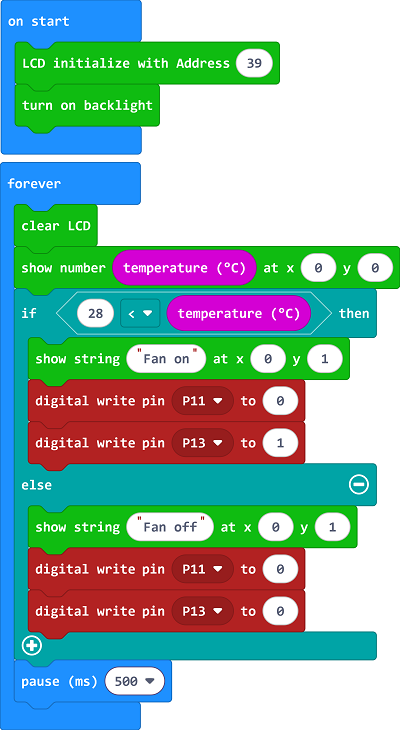 on start
LCD initialize with Address 39
turn on backlight
forever
clear LCD
show number temperature (°C) at x 0 y 0
if 28 < temperature (°C) then
show string "Fan on" at x 0 y 1
digital write pin P11 to 0
digital write pin P13 to 1
else
show string "Fan off" at x 0 y 1
digital write pin P11 to 0
digital write pin P13 to 0
pause (ms) 500